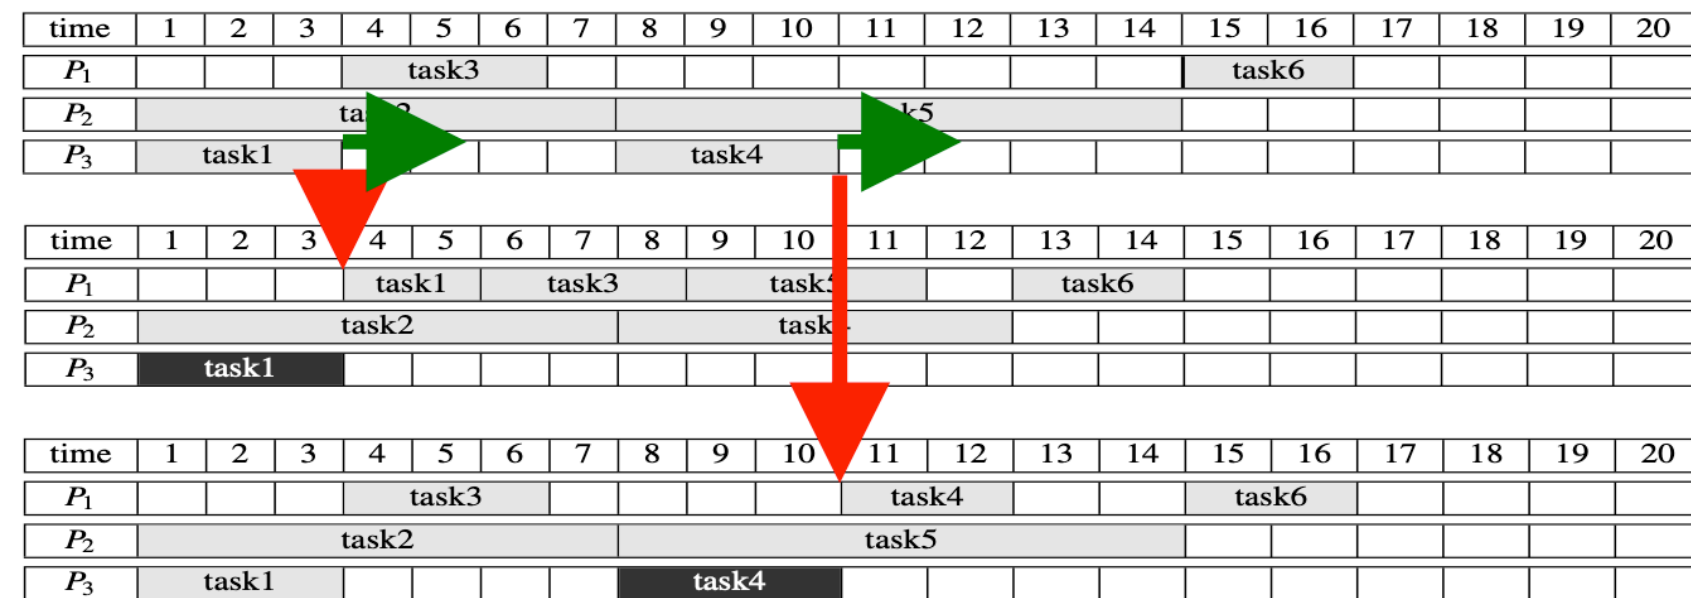 time 1 2 3 4 5 6 7 8 9 10 11 12 13 14 15 16 17 18 19 20
P1 task3 task6
P2
P3 task1 task4
time 1 2 3 4 5 6 7 8 9 10 11 12 13 14 15 16 17 18 19 20
P1 task1 task3 task5 task6
P2 task2
P3 task1
time 1 2 3 4 5 6 7 8 9 10 11 12 13 14 15 16 17 18 19 20
P1 task3 task4 task6
P2 task2 task5
P3 task1 task4